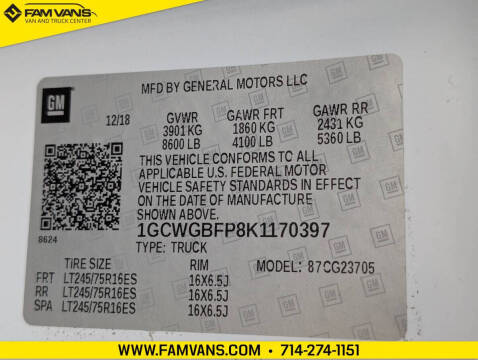 FAMVANS
VAN AND TRUCK CENTER
GM
MFD BY GENERAL MOTORS LLC
12/18 GVWR GAWR FRT GAWR RR
3901 KG 1860 KG 2431 KG
8600 LB 4100 LB 5360 LB
THIS VEHICLE CONFORMS TO ALL
APPLICABLE U.S. FEDERAL MOTOR
VEHICLE SAFETY STANDARDS IN EFFECT
ON THE DATE OF MANUFACTURE
SHOWN ABOVE.
8624
1GCWGBFP8K1170397
TYPE: TRUCK
TIRE SIZE RIM MODEL: 87CG23705
FRT LT245/75R16ES 16X6.5J
RR LT245/75R16ES 16X6.5J
SPA LT245/75R16ES 16X6.5J
WWW.FAMVANS.COM • 714-274-1151